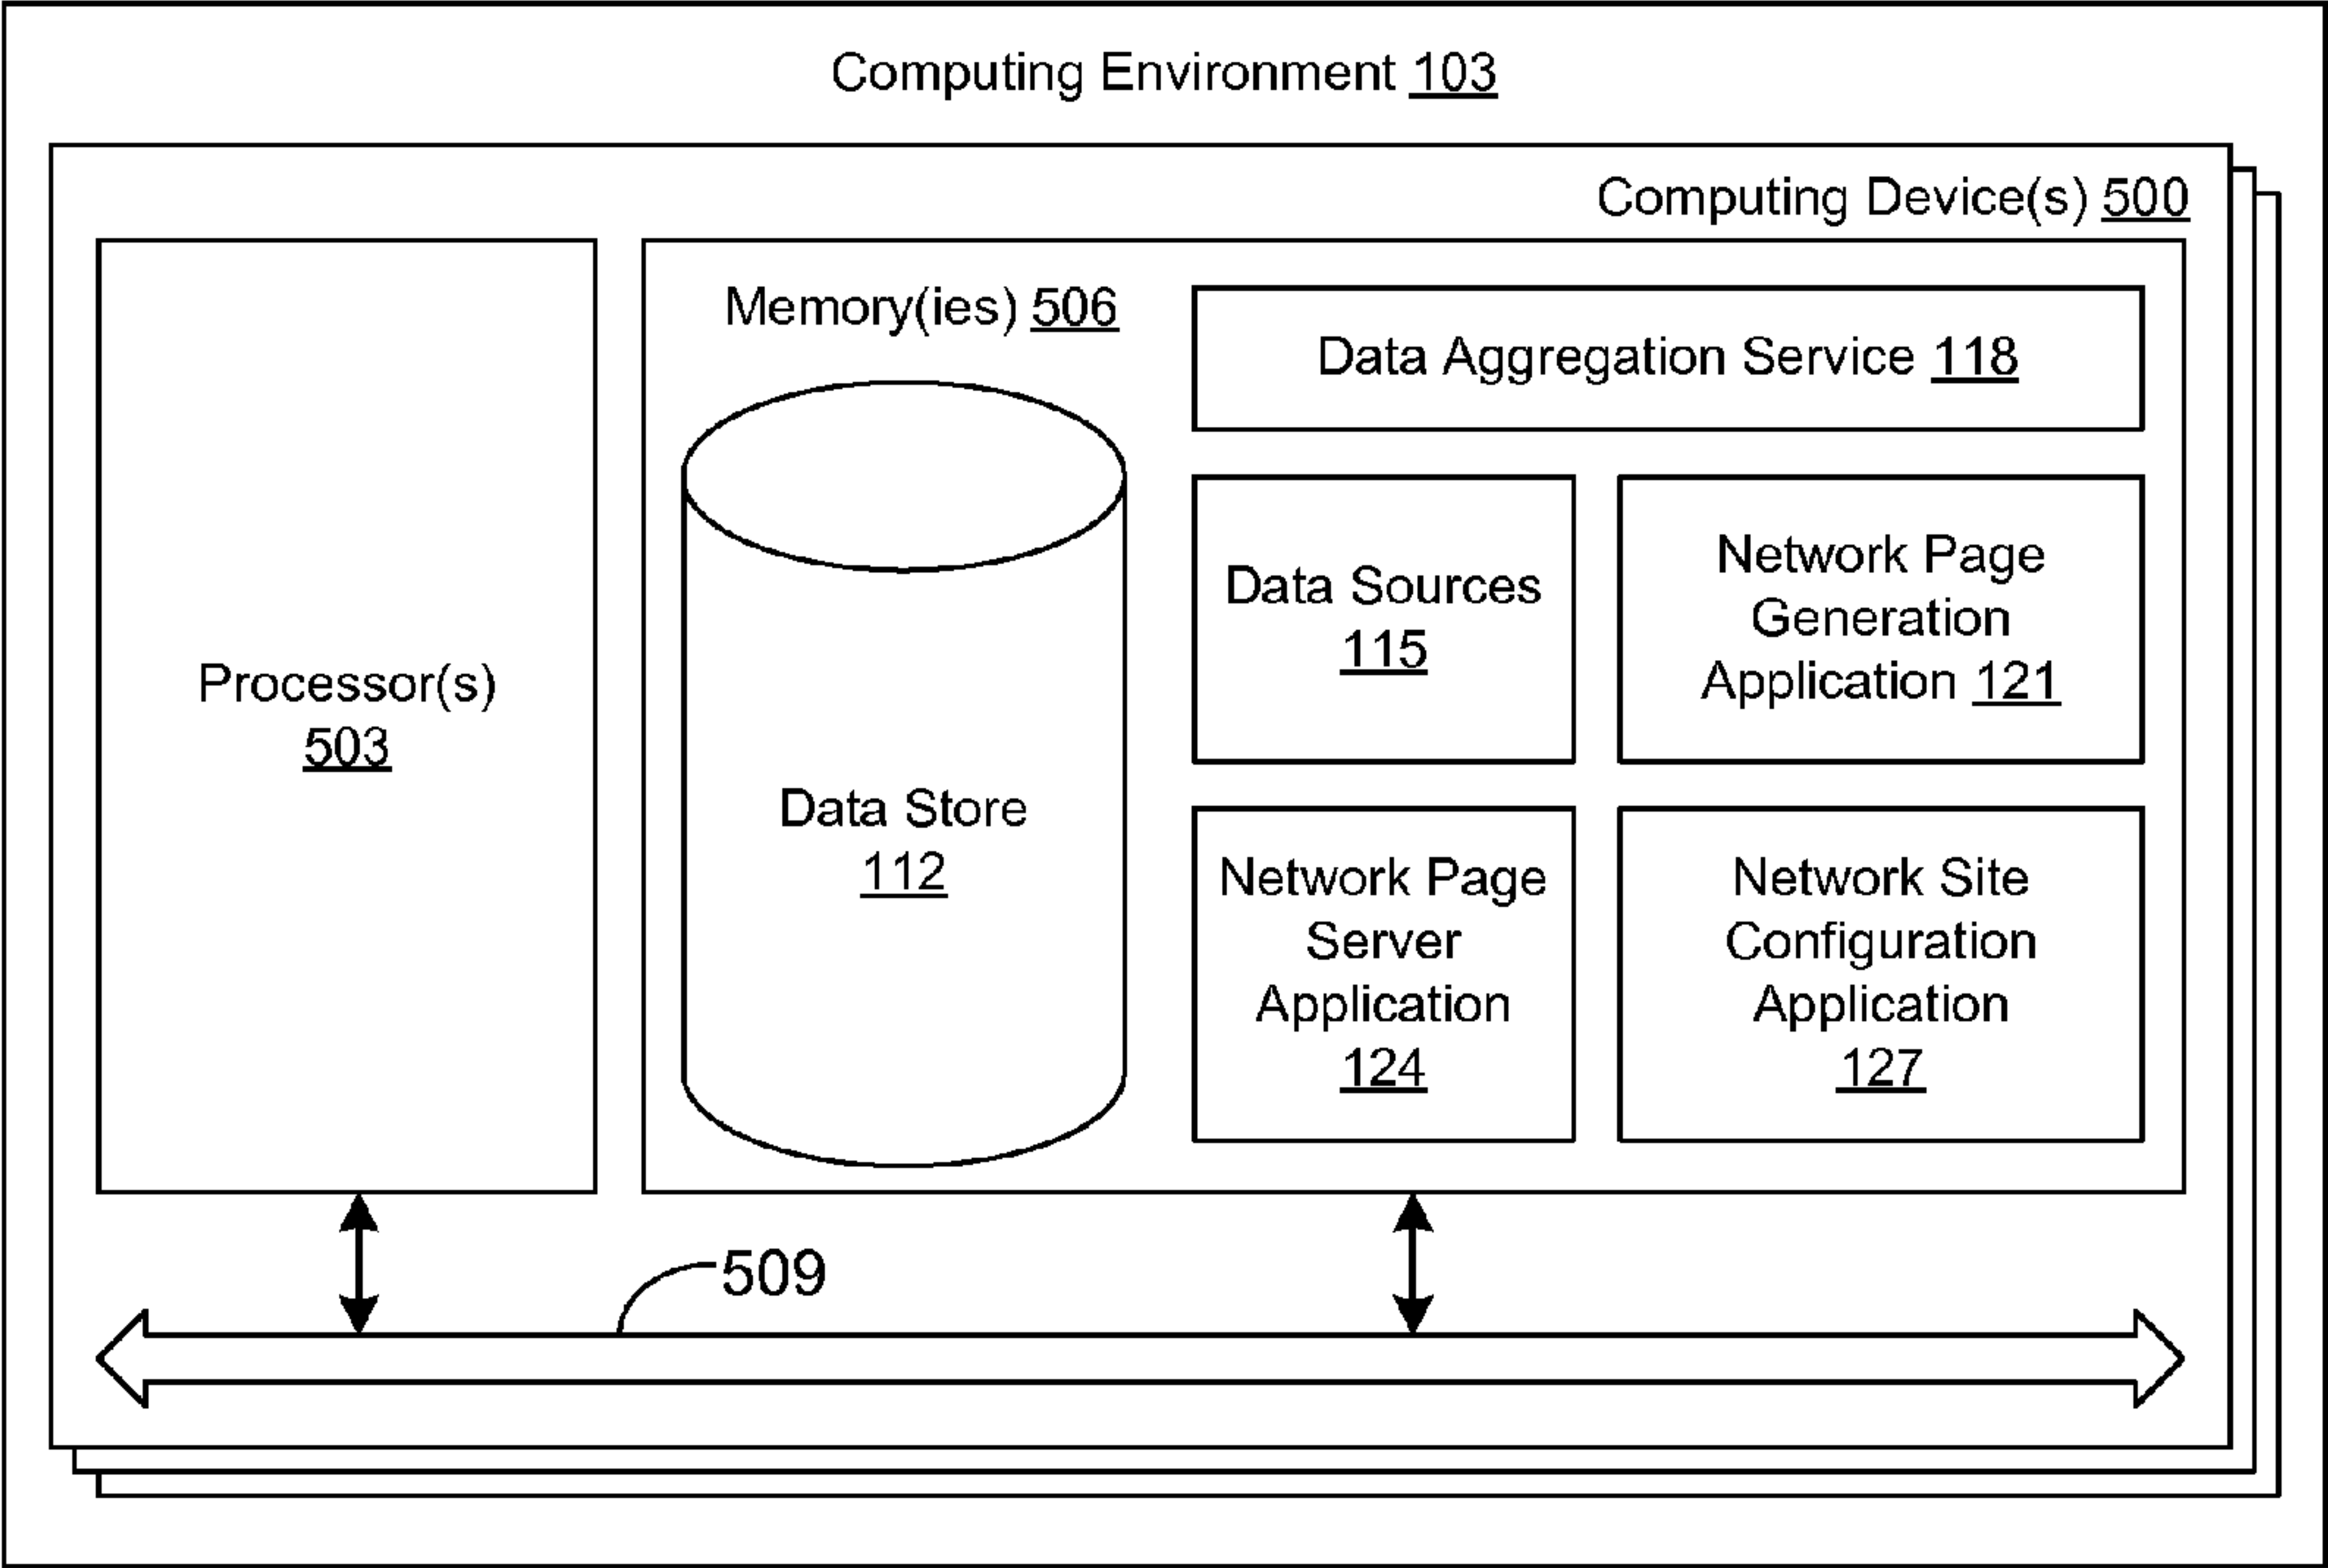 Computing Environment 103
Computing Device(s) 500
Processor(s)
503
Memory(ies) 506
Data Store
112
Data Aggregation Service 118
Data Sources
115
Network Page
Generation
Application 121
Network Page
Server
Application
124
Network Site
Configuration
Application
127
509